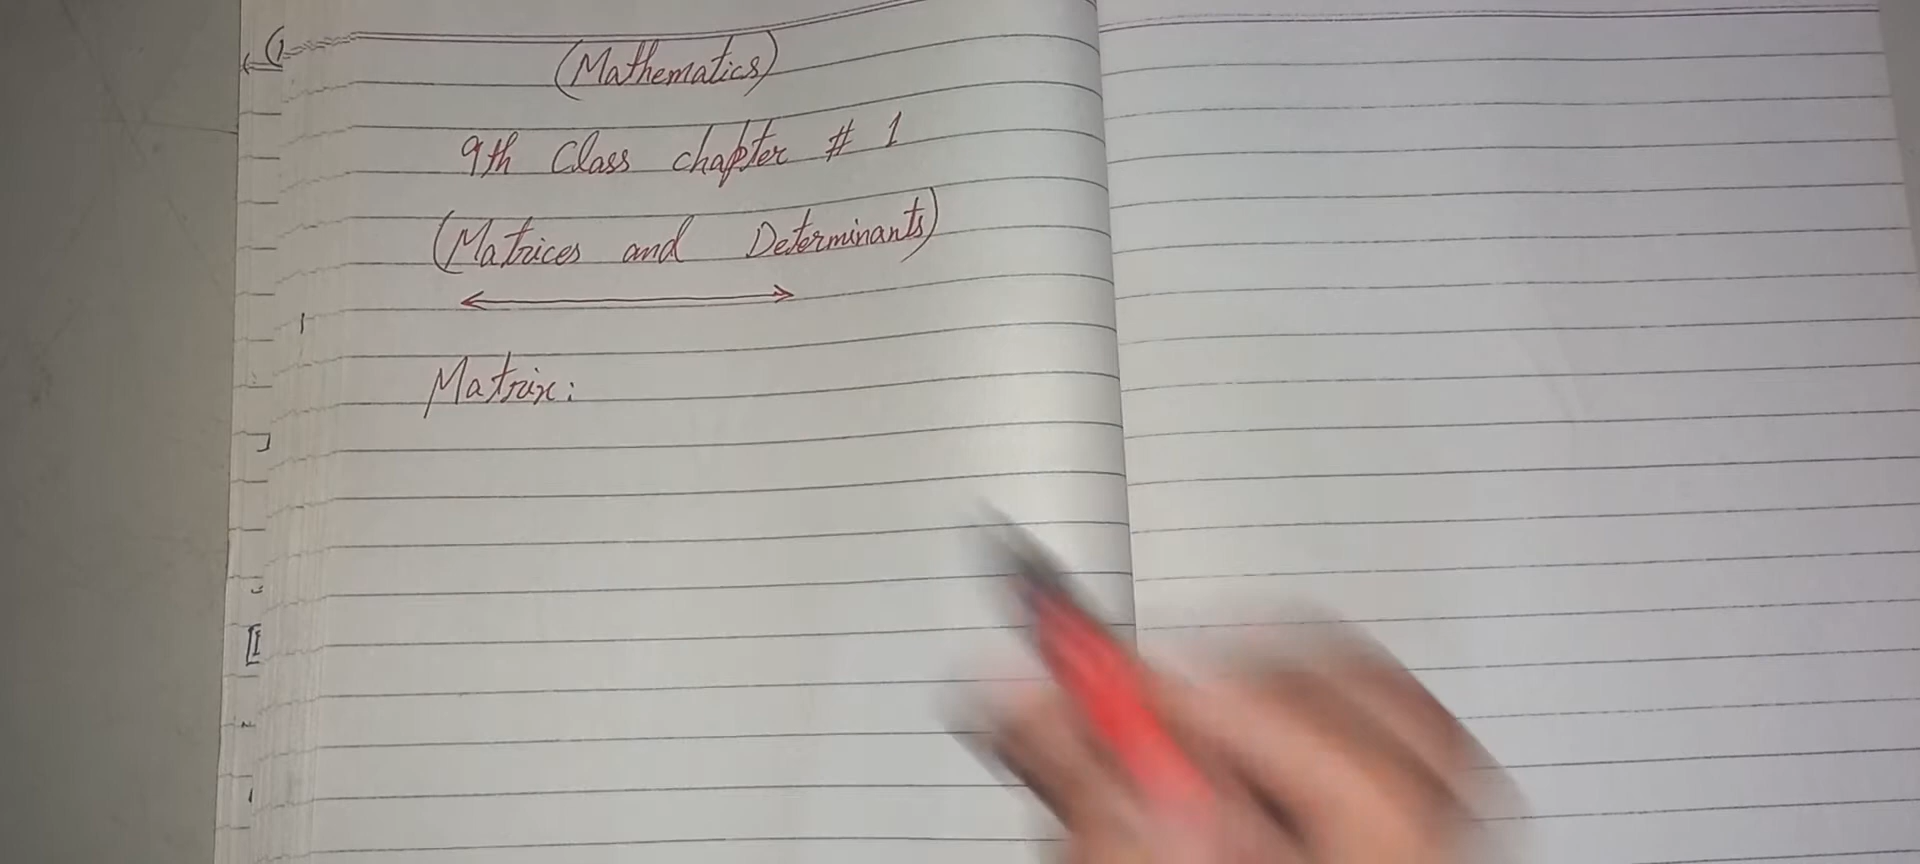 (Mathematics)
9th Class chapter # 1
(Matrices and Determinants)
Matrix: